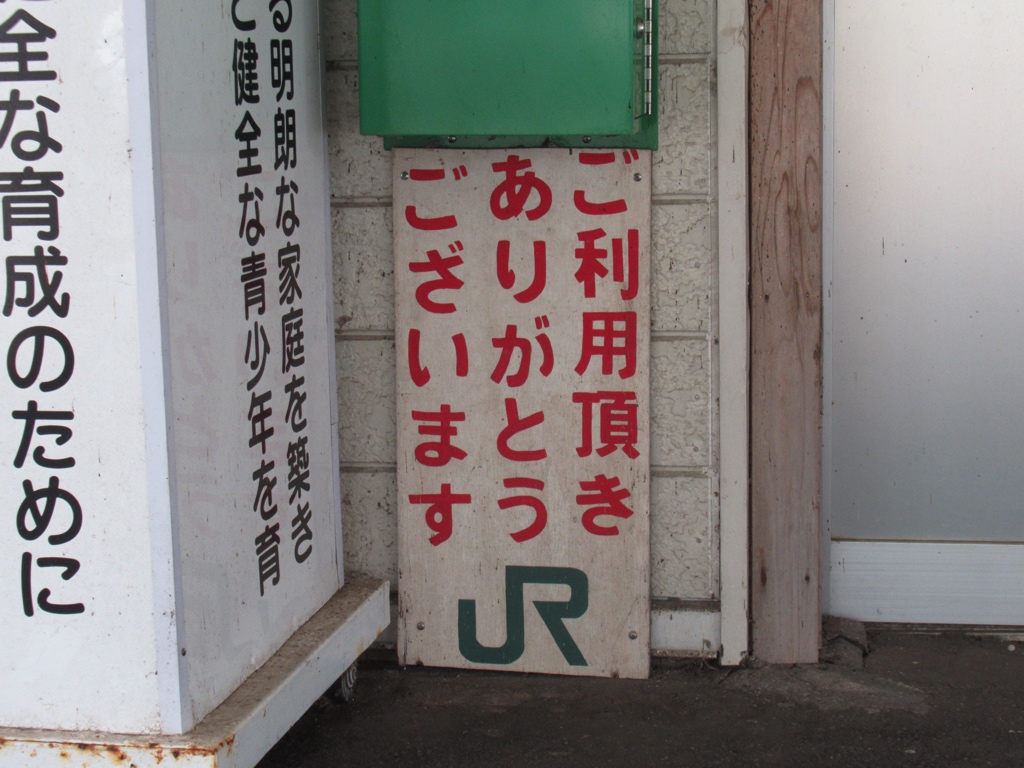 全な育成のために
る明朗な家庭を築き
健全な青少年を育
ご利用頂き
ありがとう
ございます
JR